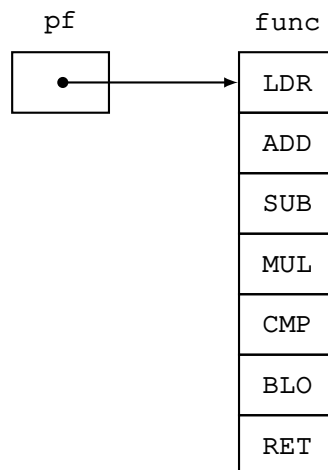 pf func
LDR
ADD
SUB
MUL
CMP
BLO
RET